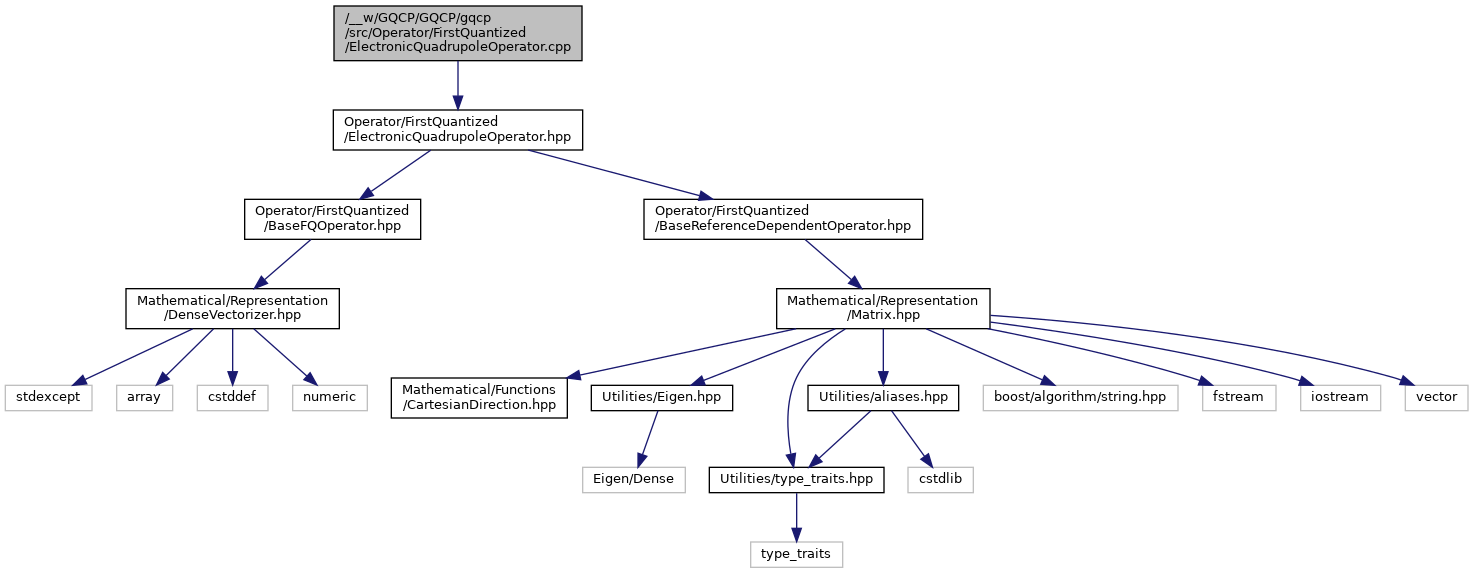 /__w/GQCP/GQCP/gqcp
/src/Operator/FirstQuantized
/ElectronicQuadrupoleOperator.cpp
Operator/FirstQuantized
/ElectronicQuadrupoleOperator.hpp
Operator/FirstQuantized
/BaseFQOperator.hpp
Operator/FirstQuantized
/BaseReferenceDependentOperator.hpp
Mathematical/Representation
/DenseVectorizer.hpp
Mathematical/Representation
/Matrix.hpp
stdexcept
array
cstddef
numeric
Mathematical/Functions
/CartesianDirection.hpp
Utilities/Eigen.hpp
Utilities/aliases.hpp
boost/algorithm/string.hpp
fstream
iostream
vector
Eigen/Dense
Utilities/type_traits.hpp
cstdlib
type_traits